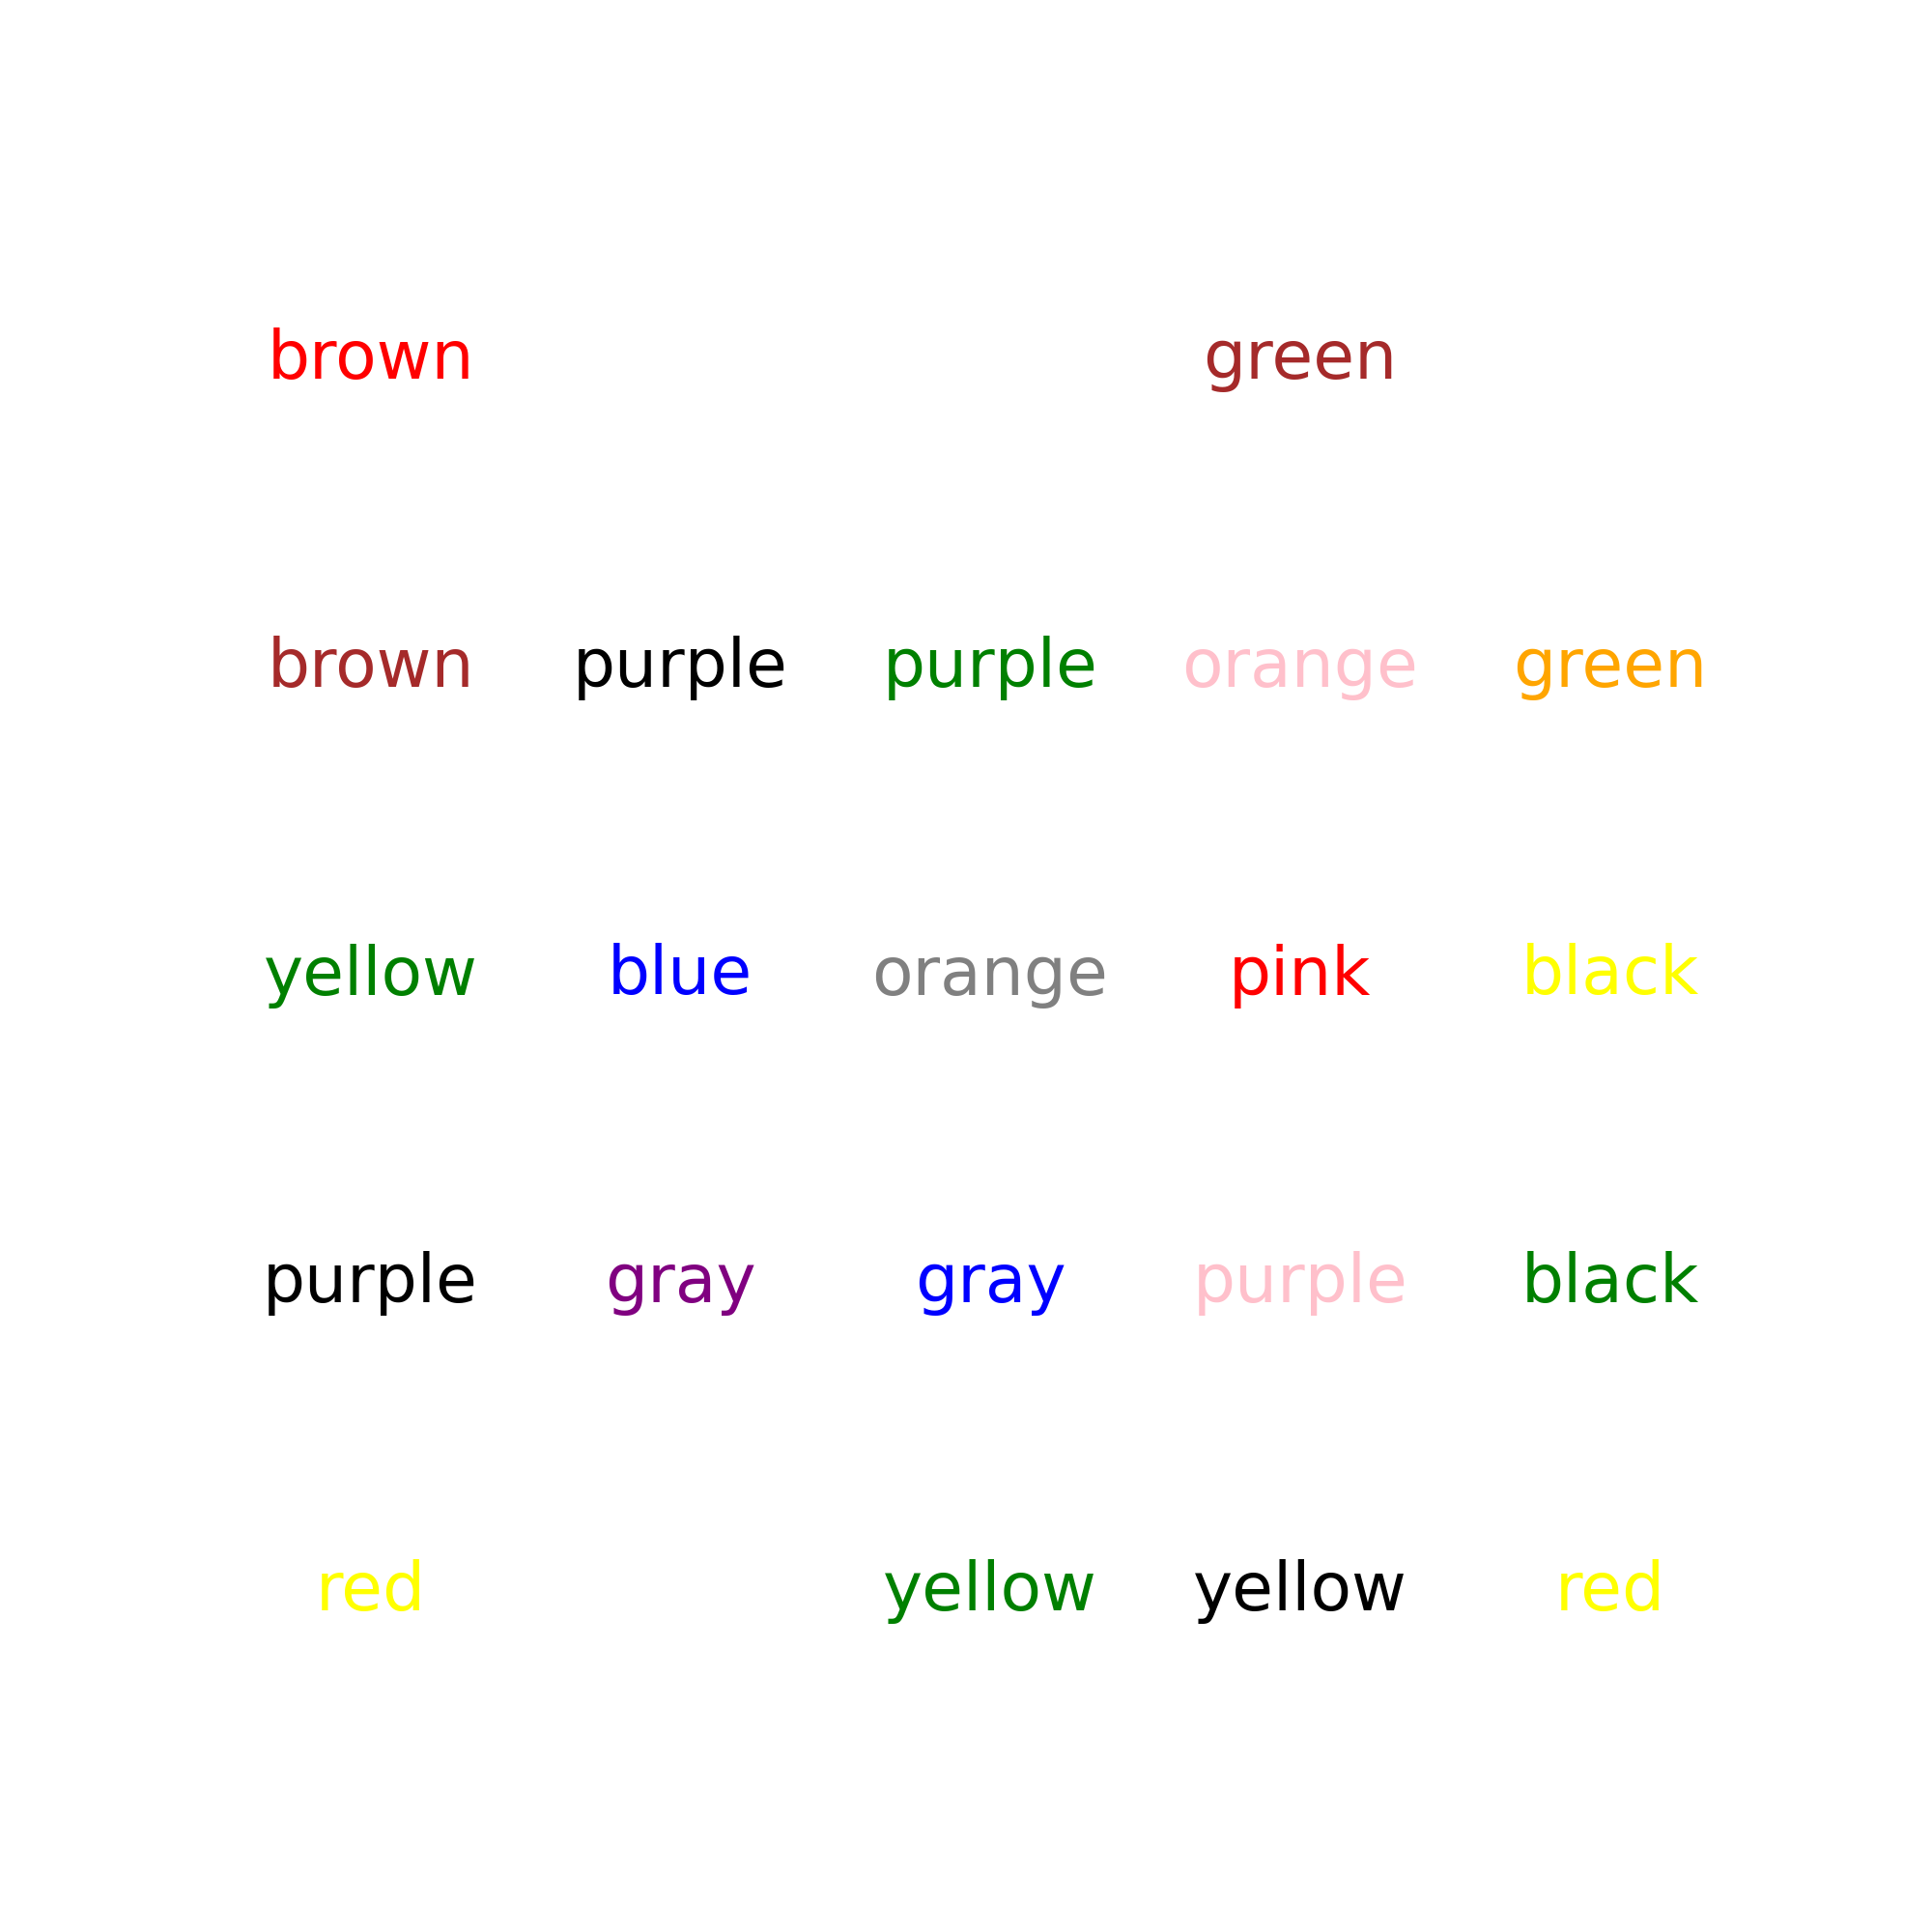 brown green
brown purple purple orange green
yellow blue orange pink black
purple gray gray purple black
red yellow yellow red